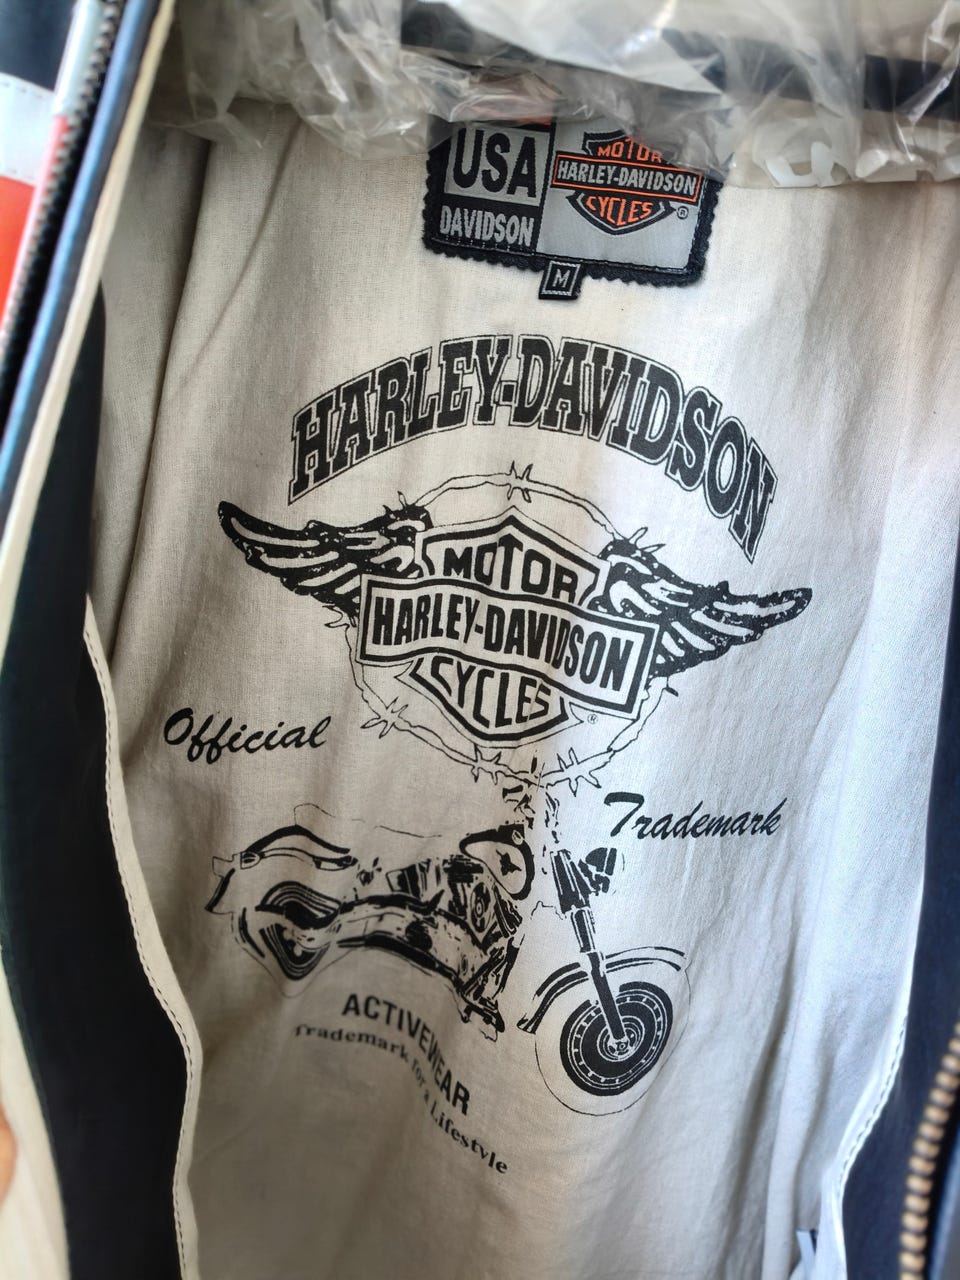 USA
DAVIDSON
MOTOR
HARLEY-DAVIDSON
CYCLES
®
M
HARLEY-DAVIDSON
MOTOR
HARLEY-DAVIDSON
CYCLES
®
Official
Trademark
ACTIVEWEAR
Trademark for a Lifestyle